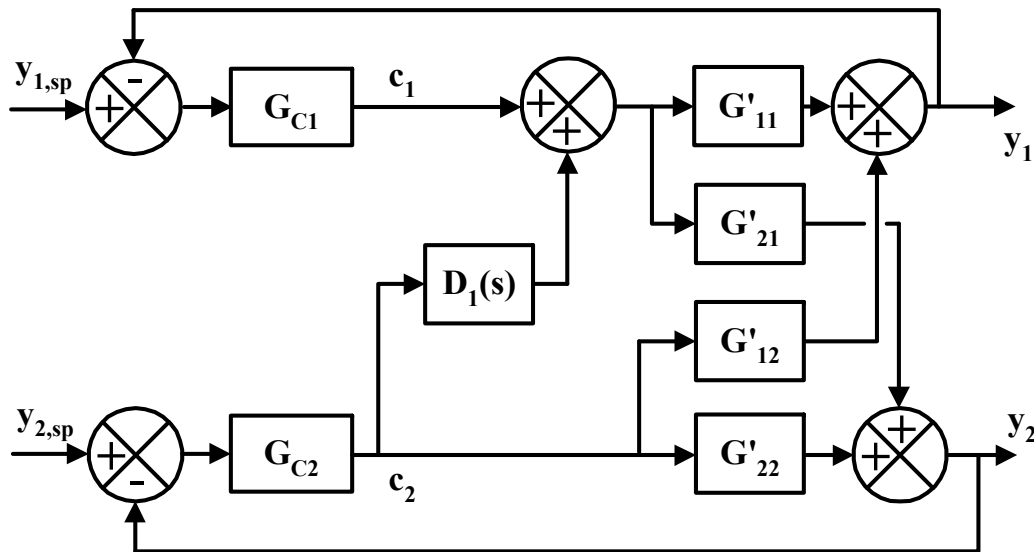 y1,sp
-
+
GC1
c1
+
+
G'11
+
+
y1
G'21
D1(s)
G'12
y2,sp
+
-
GC2
c2
G'22
+
+
y2